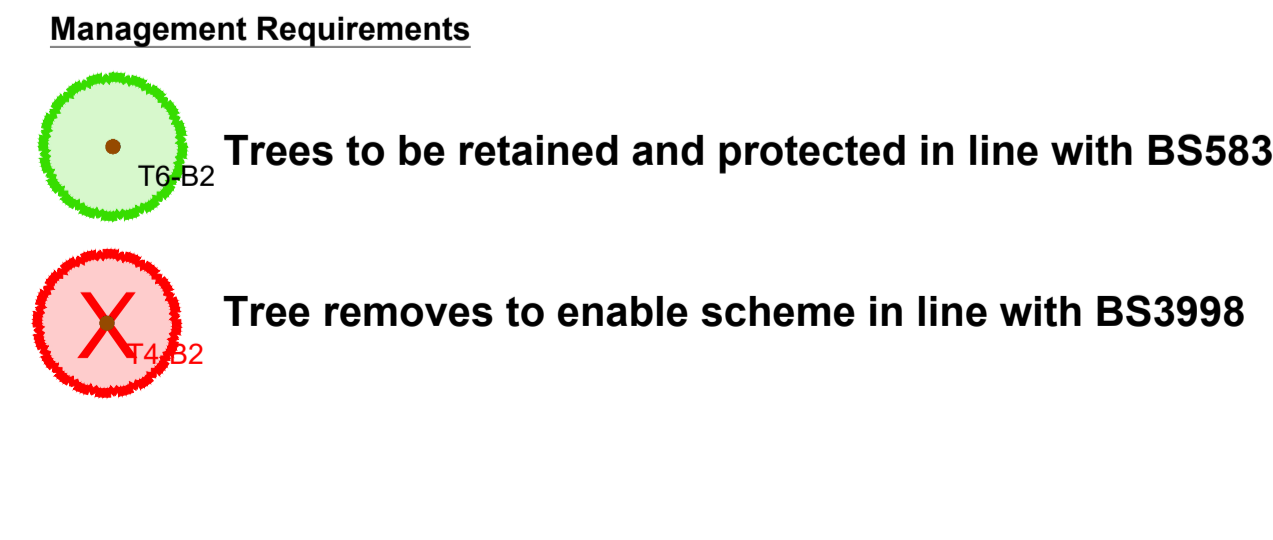 Management Requirements
Trees to be retained and protected in line with BS583
T6-B2
Tree removes to enable scheme in line with BS3998
X
T4-B2